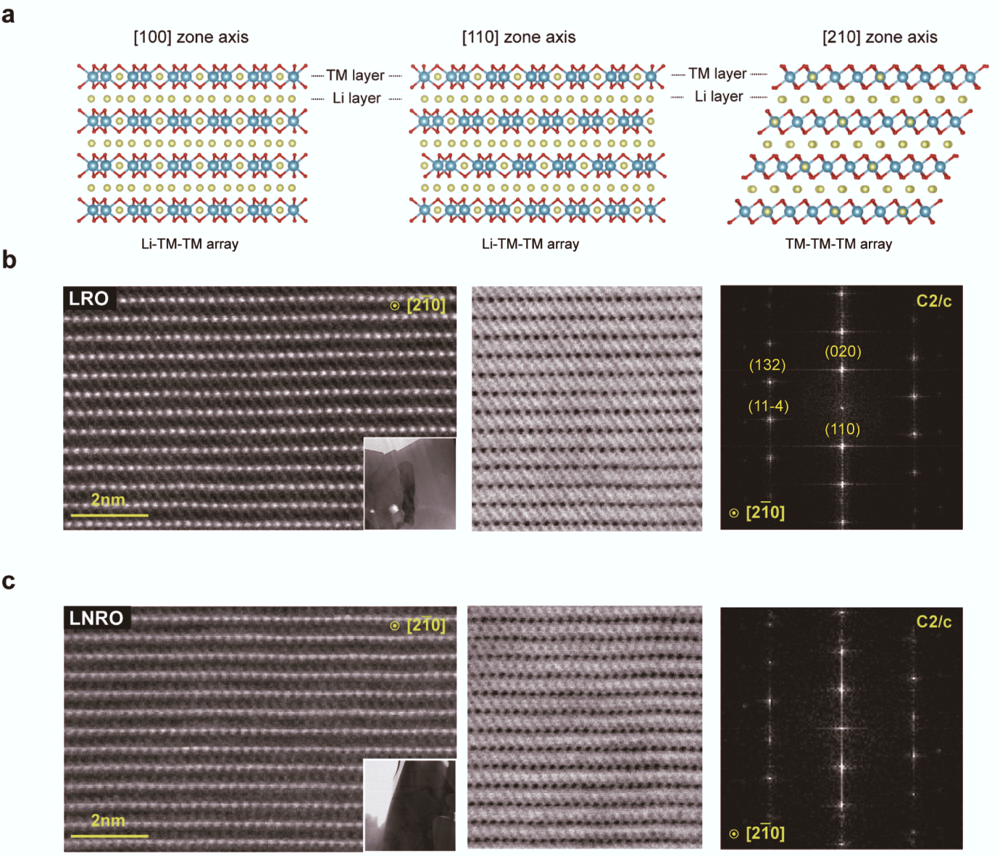 a
[100] zone axis
[110] zone axis
[210] zone axis
TM layer
TM layer
Li layer
Li layer
Li-TM-TM array
Li-TM-TM array
TM-TM-TM array
b
LRO
[21̅0]
C2/c
(020)
(132)
(11-4)
(110)
2nm
[21̅0]
c
LNRO
[21̅0]
C2/c
2nm
[21̅0]